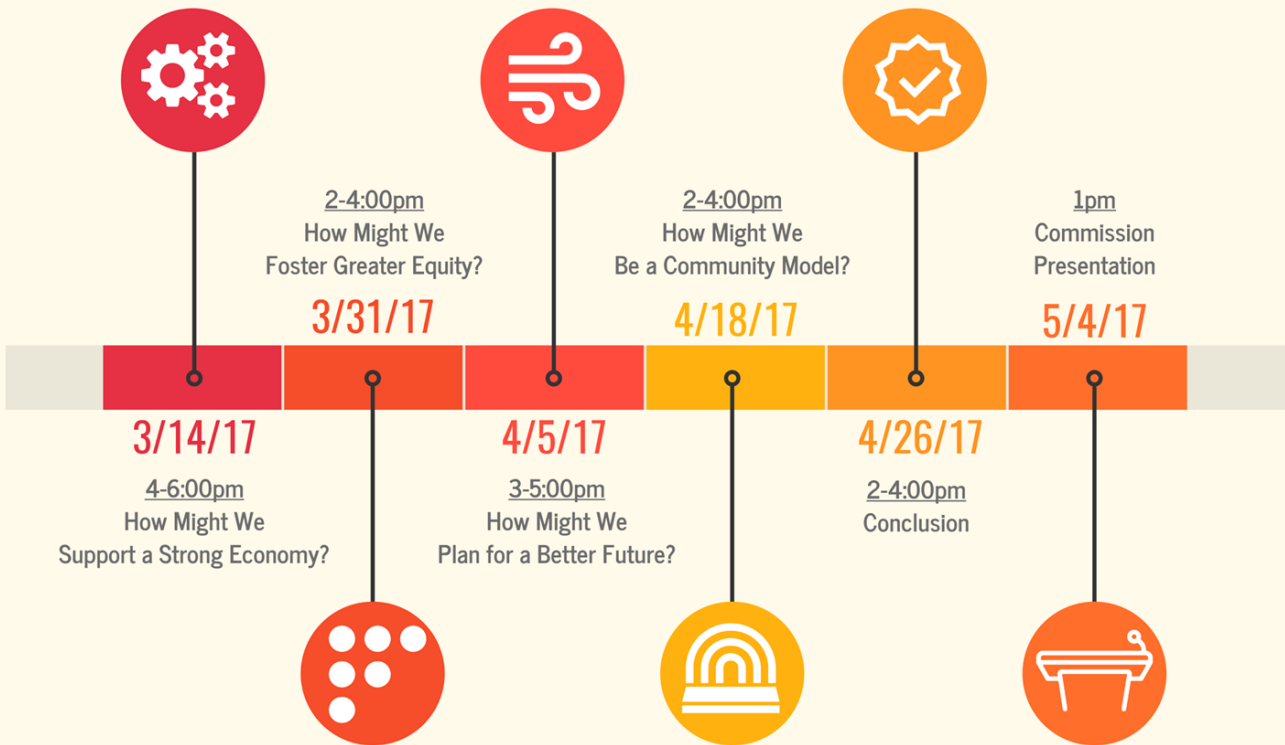 2-4:00pm
How Might We
Foster Greater Equity?
3/31/17
2-4:00pm
How Might We
Be a Community Model?
4/18/17
1pm
Commission
Presentation
5/4/17
3/14/17
4-6:00pm
How Might We
Support a Strong Economy?
4/5/17
3-5:00pm
How Might We
Plan for a Better Future?
4/26/17
2-4:00pm
Conclusion